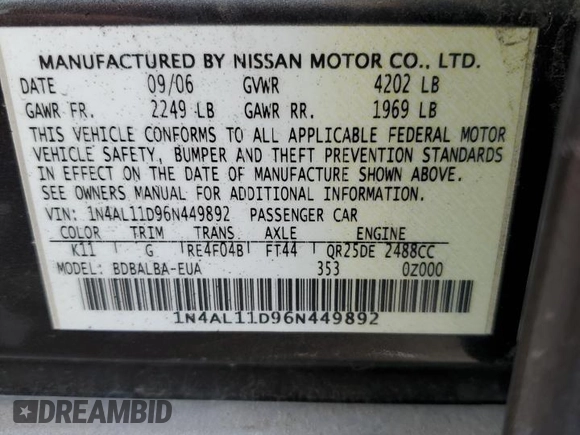 MANUFACTURED BY NISSAN MOTOR CO., LTD.
DATE 09/06 GVWR 4202 LB
GAWR FR. 2249 LB GAWR RR. 1969 LB
THIS VEHICLE CONFORMS TO ALL APPLICABLE FEDERAL MOTOR
VEHICLE SAFETY, BUMPER AND THEFT PREVENTION STANDARDS
IN EFFECT ON THE DATE OF MANUFACTURE SHOWN ABOVE.
SEE OWNERS MANUAL FOR ADDITIONAL INFORMATION.
VIN: 1N4AL11D96N449892 PASSENGER CAR
COLOR TRIM TRANS AXLE ENGINE
K11 G RE4F04B FT44 QR25DE 2488CC
MODEL: BDBALBA-EUA 353 0Z000
1N4AL11D96N449892
DREAMBID